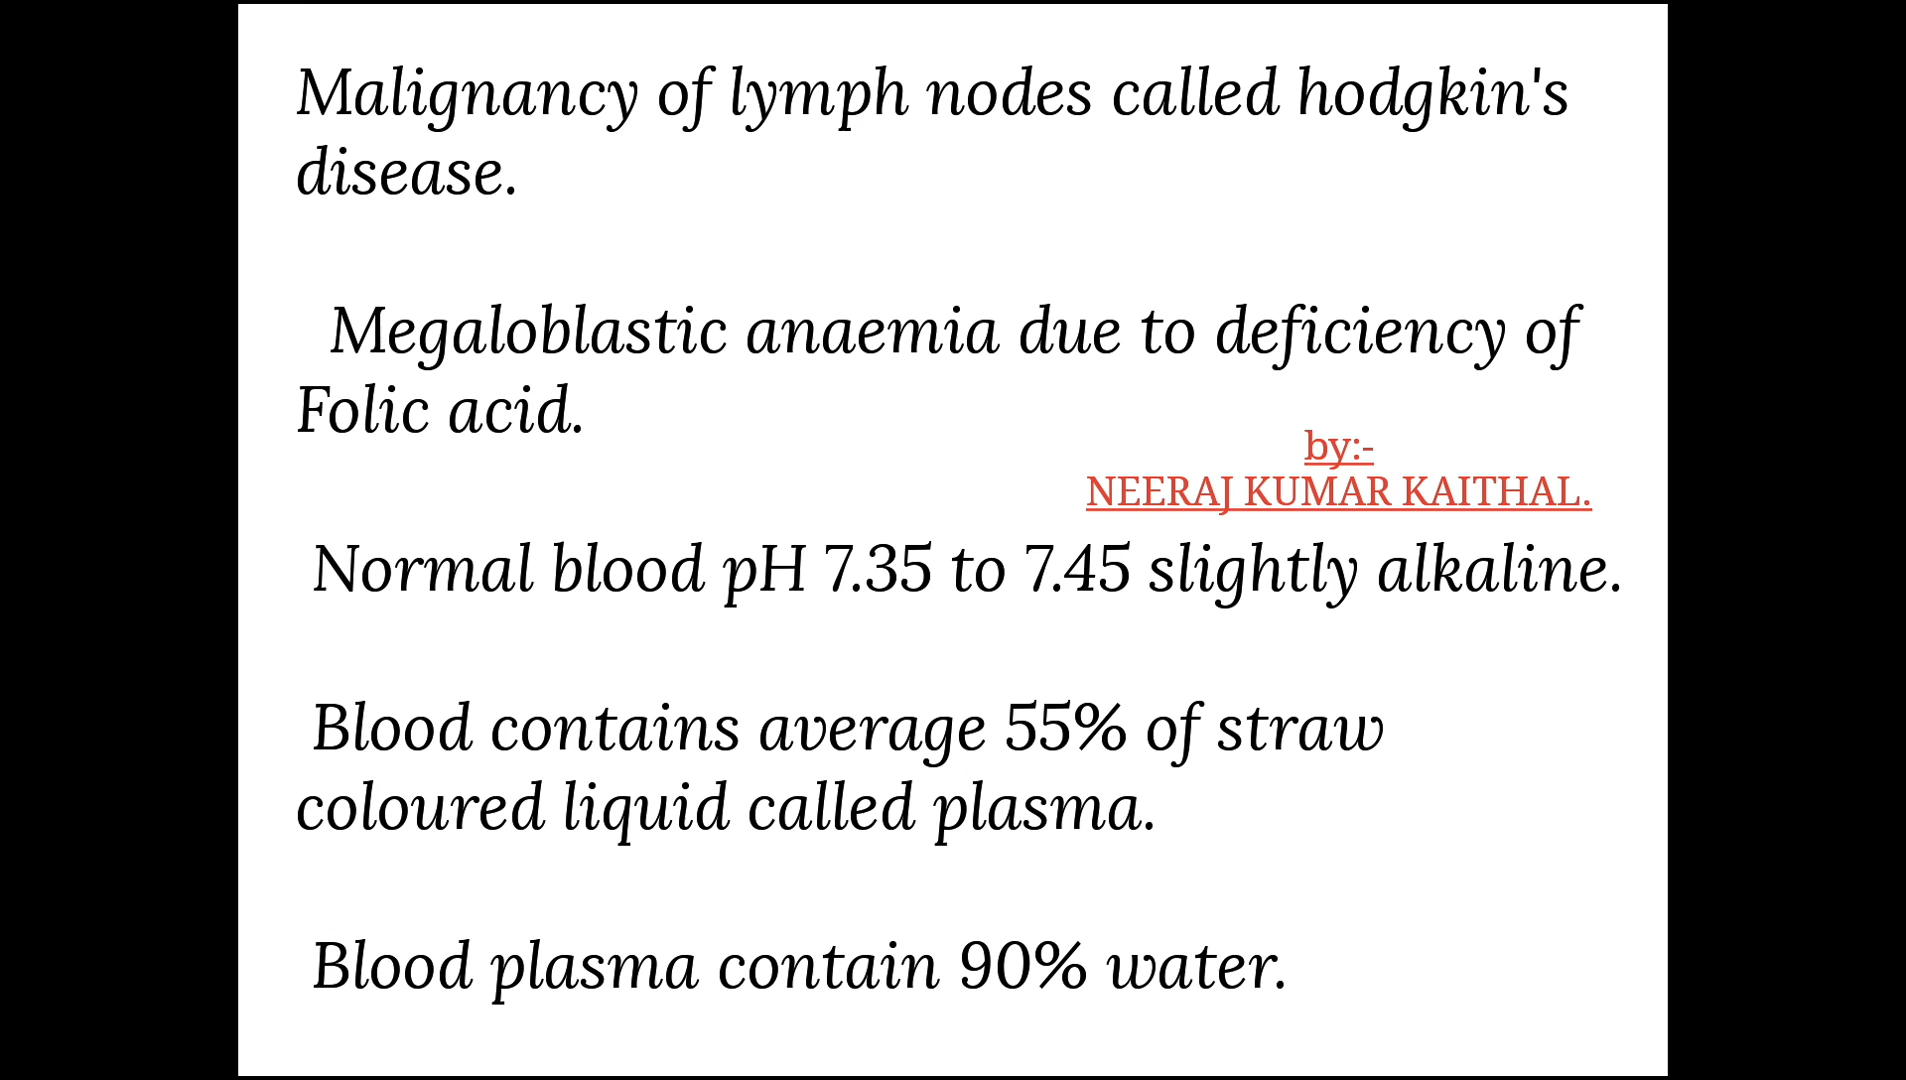 Malignancy of lymph nodes called hodgkin's
disease.
Megaloblastic anaemia due to deficiency of
Folic acid.
by:-
NEERAJ KUMAR KAITHAL.
Normal blood pH 7.35 to 7.45 slightly alkaline.
Blood contains average 55% of straw
coloured liquid called plasma.
Blood plasma contain 90% water.